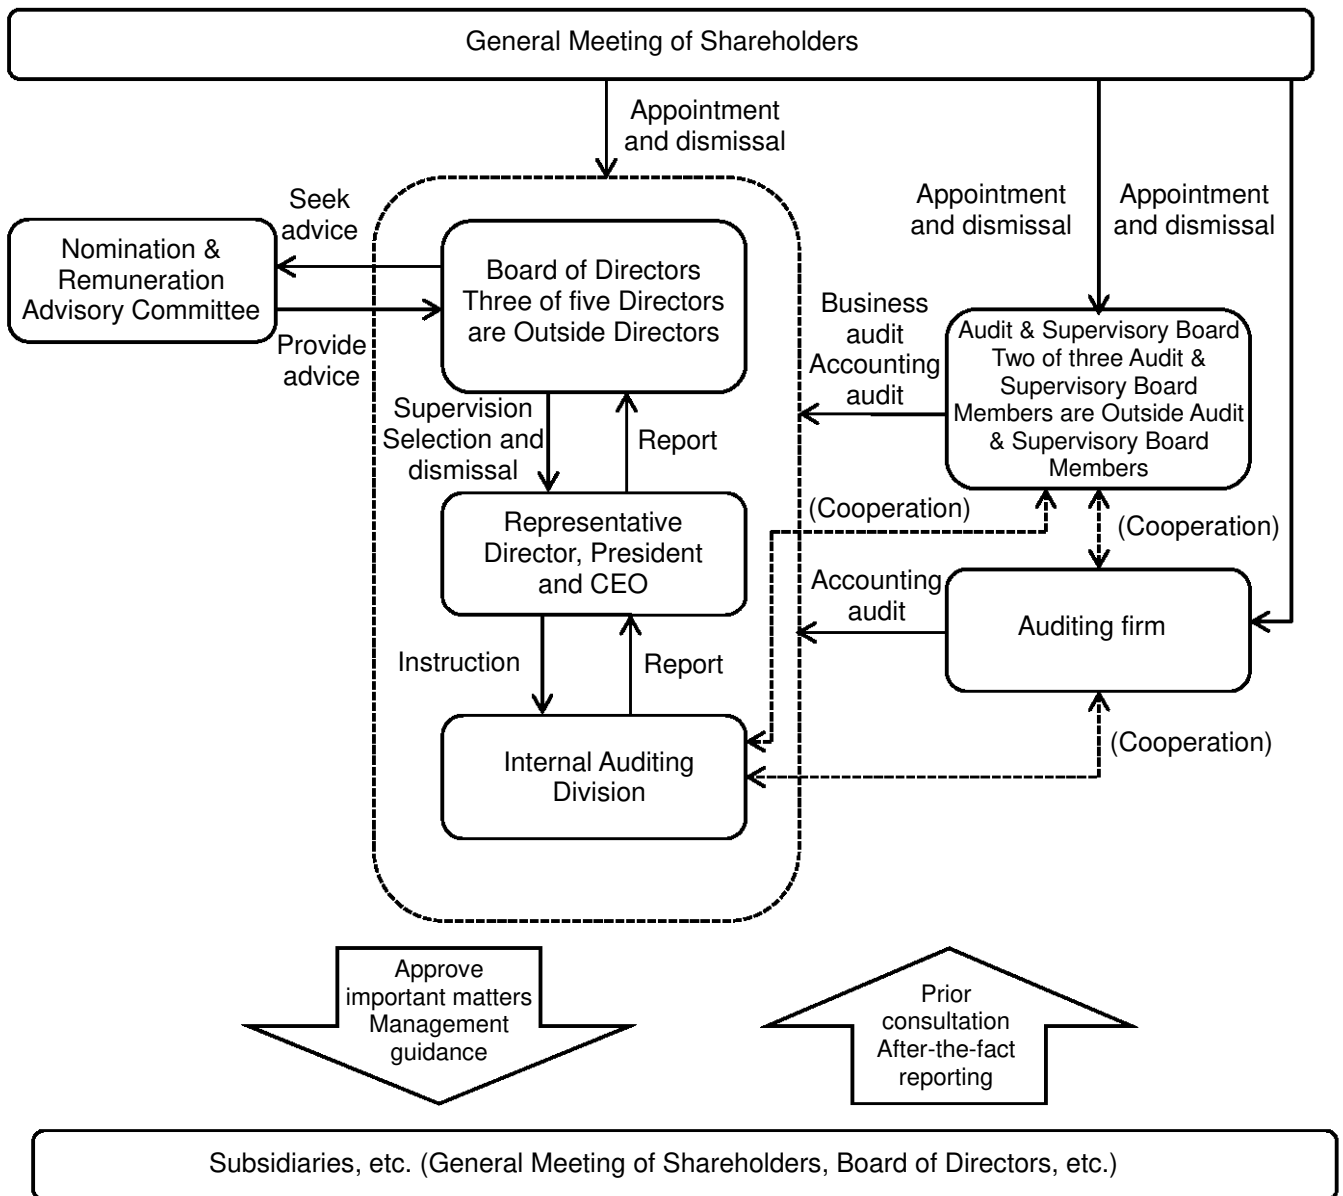 General Meeting of Shareholders
Appointment
and dismissal
Appointment
and dismissal
Appointment
and dismissal
Seek
advice
Nomination &
Remuneration
Advisory Committee
Provide
advice
Board of Directors
Three of five Directors
are Outside Directors
Business
audit
Accounting
audit
Audit & Supervisory Board
Two of three Audit &
Supervisory Board
Members are Outside Audit
& Supervisory Board
Members
Supervision
Selection and
dismissal
Report
(Cooperation)
(Cooperation)
Representative
Director, President
and CEO
Accounting
audit
Auditing firm
Instruction
Report
Internal Auditing
Division
(Cooperation)
Approve
important matters
Management
guidance
Prior
consultation
After-the-fact
reporting
Subsidiaries, etc. (General Meeting of Shareholders, Board of Directors, etc.)